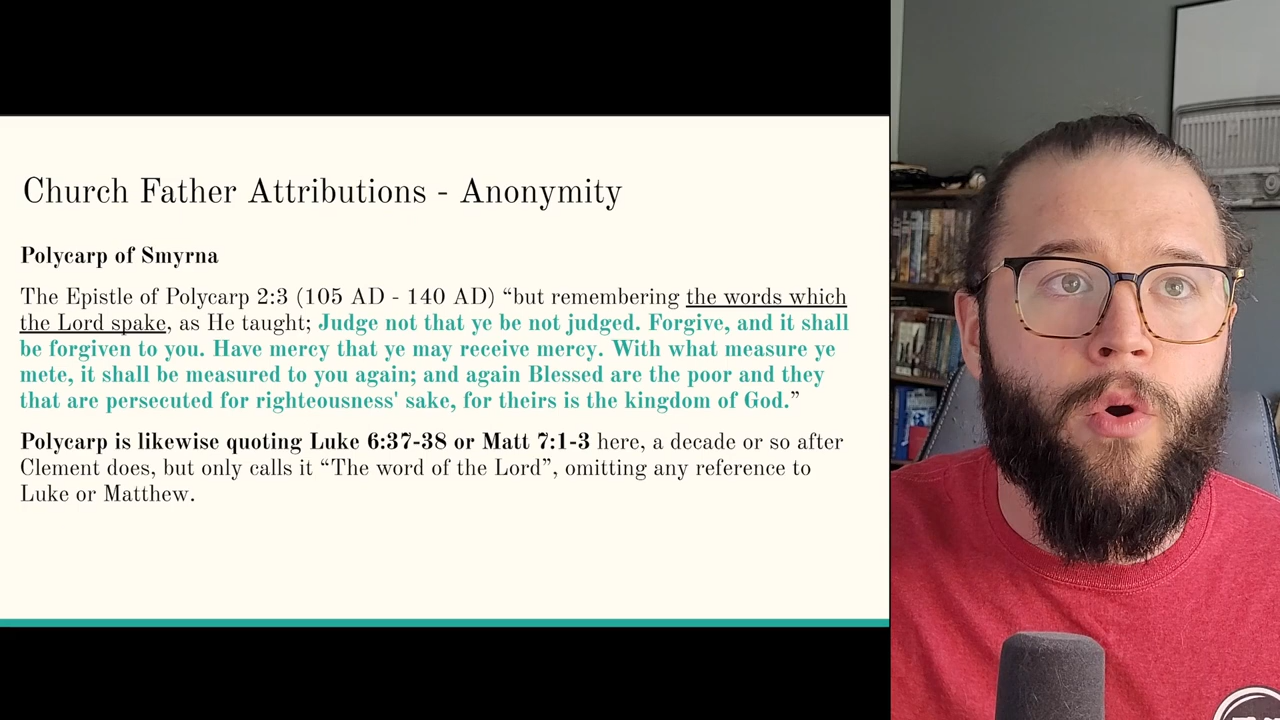 Church Father Attributions - Anonymity
Polycarp of Smyrna
The Epistle of Polycarp 2:3 (105 AD - 140 AD) “but remembering the words which
the Lord spake, as He taught; Judge not that ye be not judged. Forgive, and it shall
be forgiven to you. Have mercy that ye may receive mercy. With what measure ye
mete, it shall be measured to you again; and again Blessed are the poor and they
that are persecuted for righteousness' sake, for theirs is the kingdom of God.”
Polycarp is likewise quoting Luke 6:37-38 or Matt 7:1-3 here, a decade or so after
Clement does, but only calls it “The word of the Lord”, omitting any reference to
Luke or Matthew.